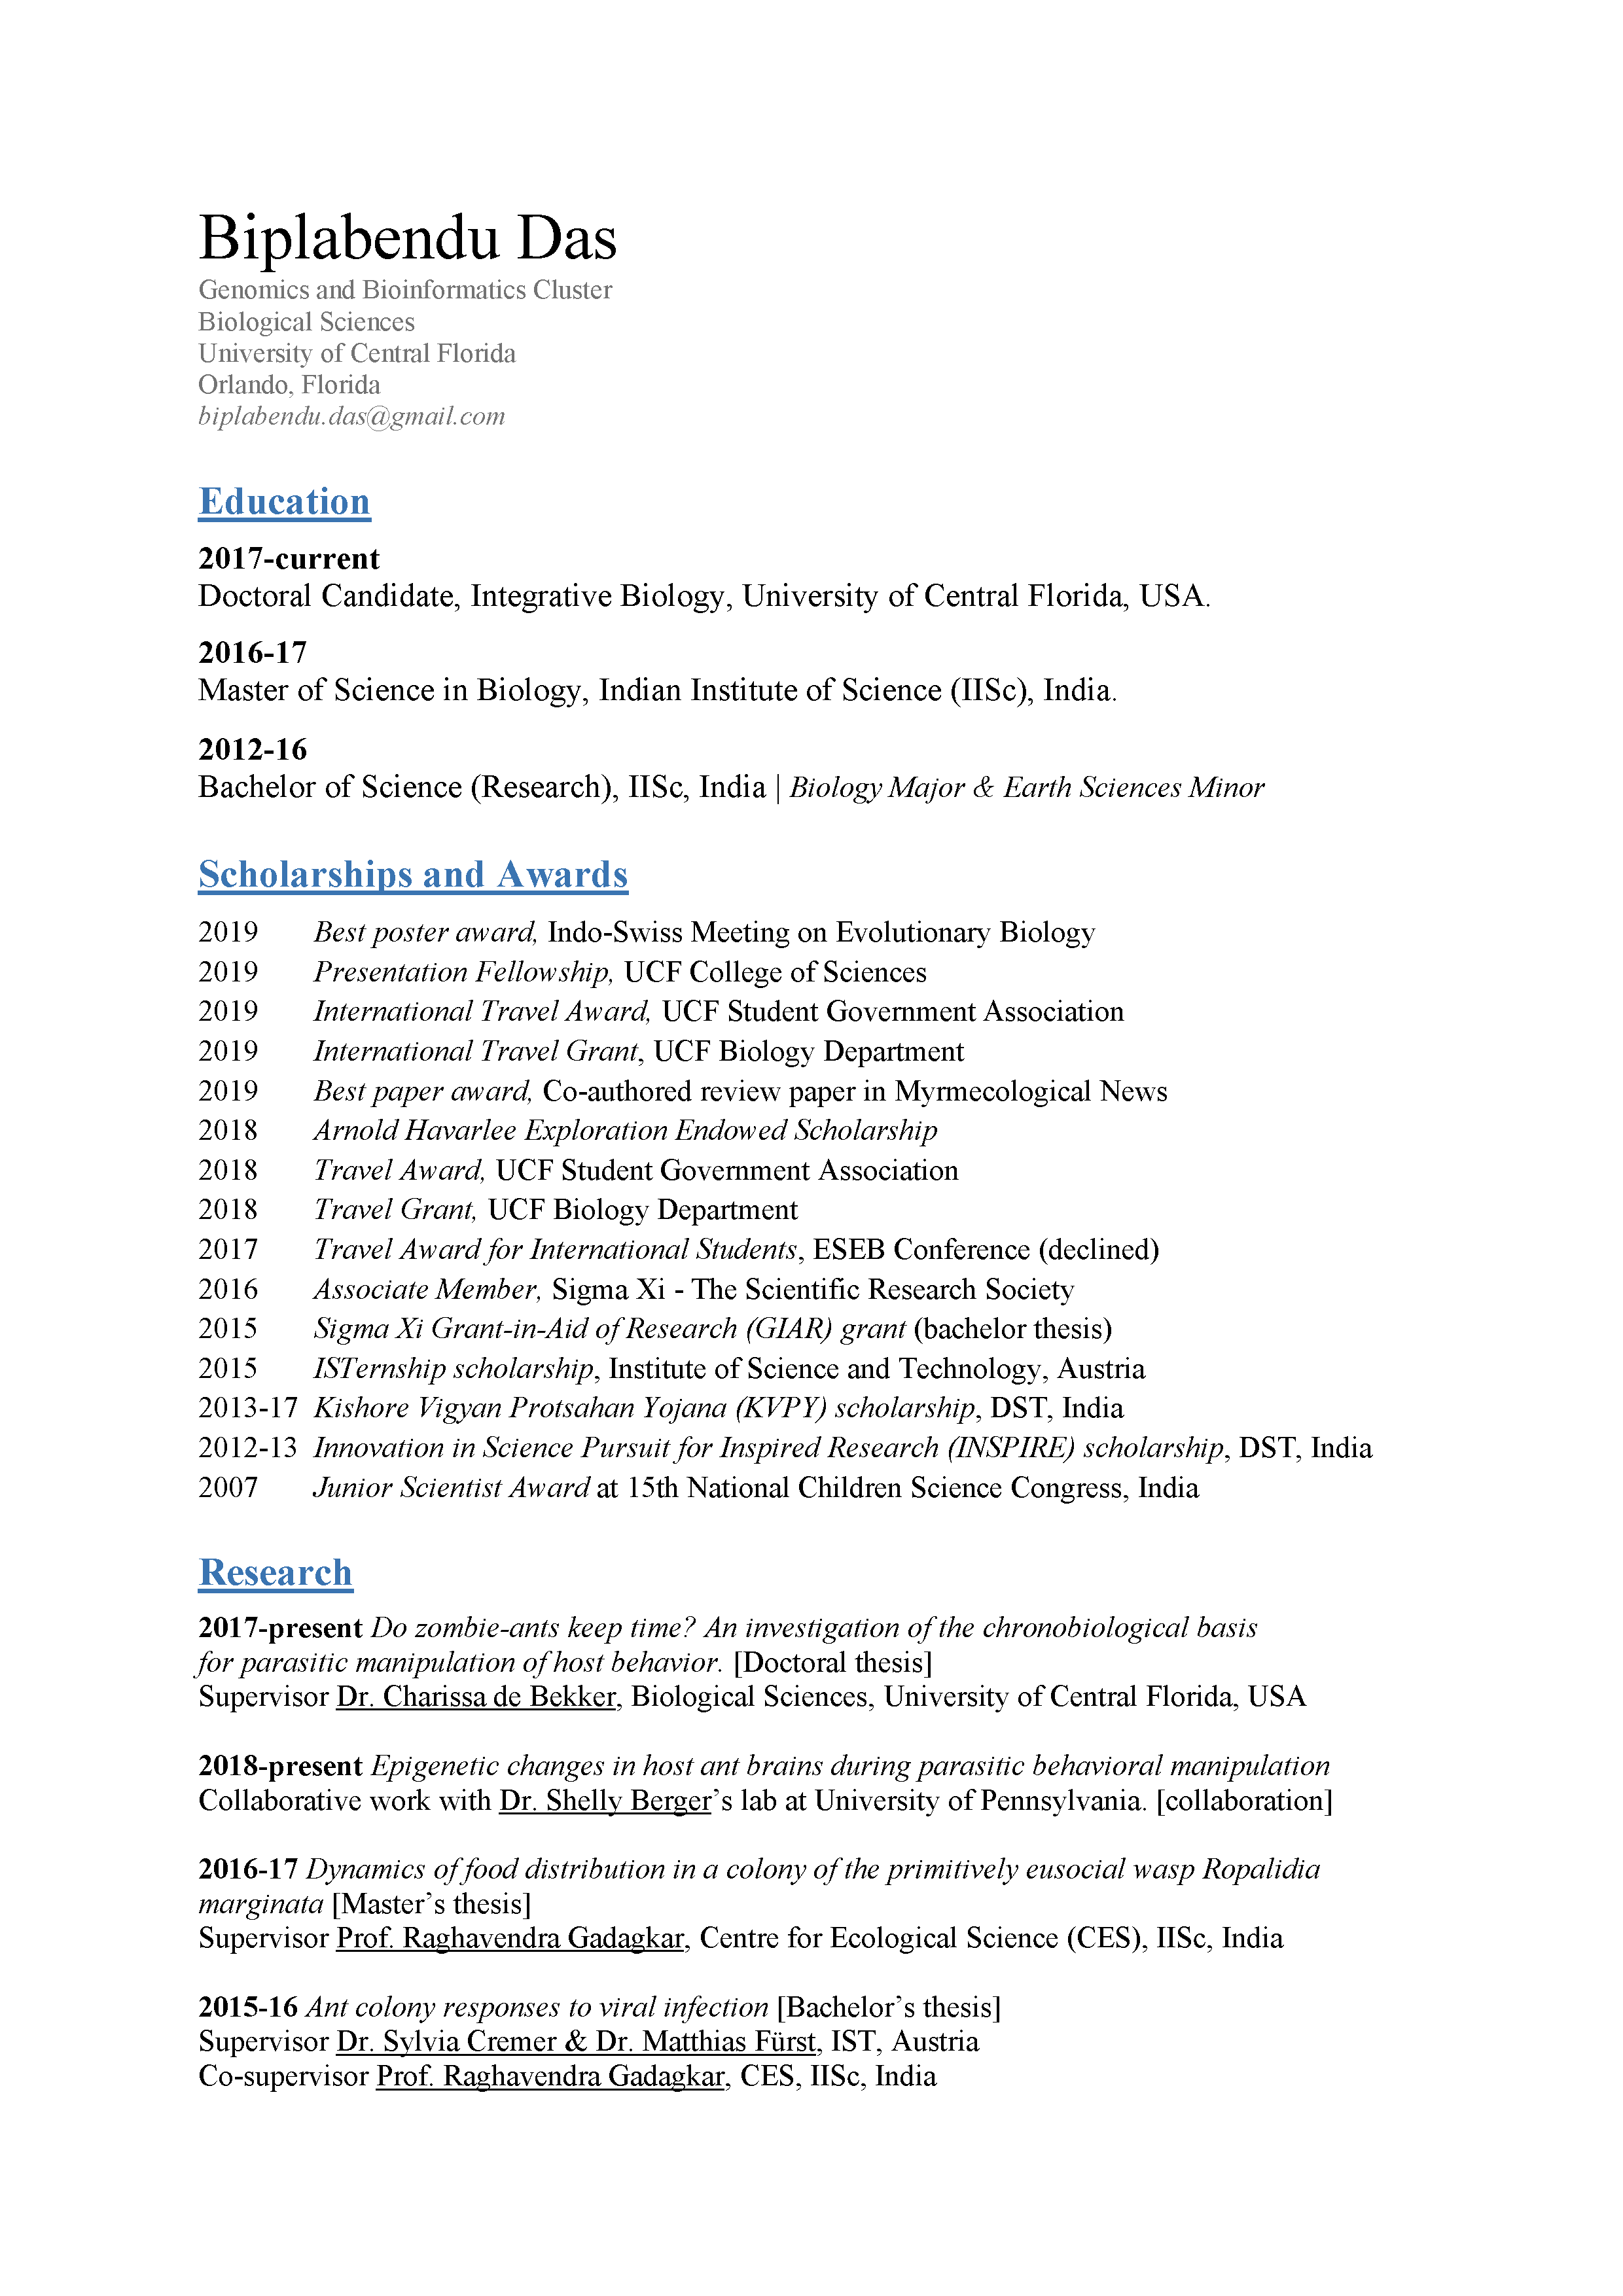 Biplabendu Das
Genomics and Bioinformatics Cluster
Biological Sciences
University of Central Florida
Orlando, Florida
biplabendu.das@gmail.com
Education
2017-current
Doctoral Candidate, Integrative Biology, University of Central Florida, USA.
2016-17
Master of Science in Biology, Indian Institute of Science (IISc), India.
2012-16
Bachelor of Science (Research), IISc, India | Biology Major & Earth Sciences Minor
Scholarships and Awards
2019 Best poster award, Indo-Swiss Meeting on Evolutionary Biology
2019 Presentation Fellowship, UCF College of Sciences
2019 International Travel Award, UCF Student Government Association
2019 International Travel Grant, UCF Biology Department
2019 Best paper award, Co-authored review paper in Myrmecological News
2018 Arnold Havarlee Exploration Endowed Scholarship
2018 Travel Award, UCF Student Government Association
2018 Travel Grant, UCF Biology Department
2017 Travel Award for International Students, ESEB Conference (declined)
2016 Associate Member, Sigma Xi - The Scientific Research Society
2015 Sigma Xi Grant-in-Aid of Research (GIAR) grant (bachelor thesis)
2015 ISTernship scholarship, Institute of Science and Technology, Austria
2013-17 Kishore Vigyan Protsahan Yojana (KVPY) scholarship, DST, India
2012-13 Innovation in Science Pursuit for Inspired Research (INSPIRE) scholarship, DST, India
2007 Junior Scientist Award at 15th National Children Science Congress, India
Research
2017-present Do zombie-ants keep time? An investigation of the chronobiological basis
for parasitic manipulation of host behavior. [Doctoral thesis]
Supervisor Dr. Charissa de Bekker, Biological Sciences, University of Central Florida, USA
2018-present Epigenetic changes in host ant brains during parasitic behavioral manipulation
Collaborative work with Dr. Shelly Berger’s lab at University of Pennsylvania. [collaboration]
2016-17 Dynamics of food distribution in a colony of the primitively eusocial wasp Ropalidia
marginata [Master’s thesis]
Supervisor Prof. Raghavendra Gadagkar, Centre for Ecological Science (CES), IISc, India
2015-16 Ant colony responses to viral infection [Bachelor’s thesis]
Supervisor Dr. Sylvia Cremer & Dr. Matthias Fürst, IST, Austria
Co-supervisor Prof. Raghavendra Gadagkar, CES, IISc, India